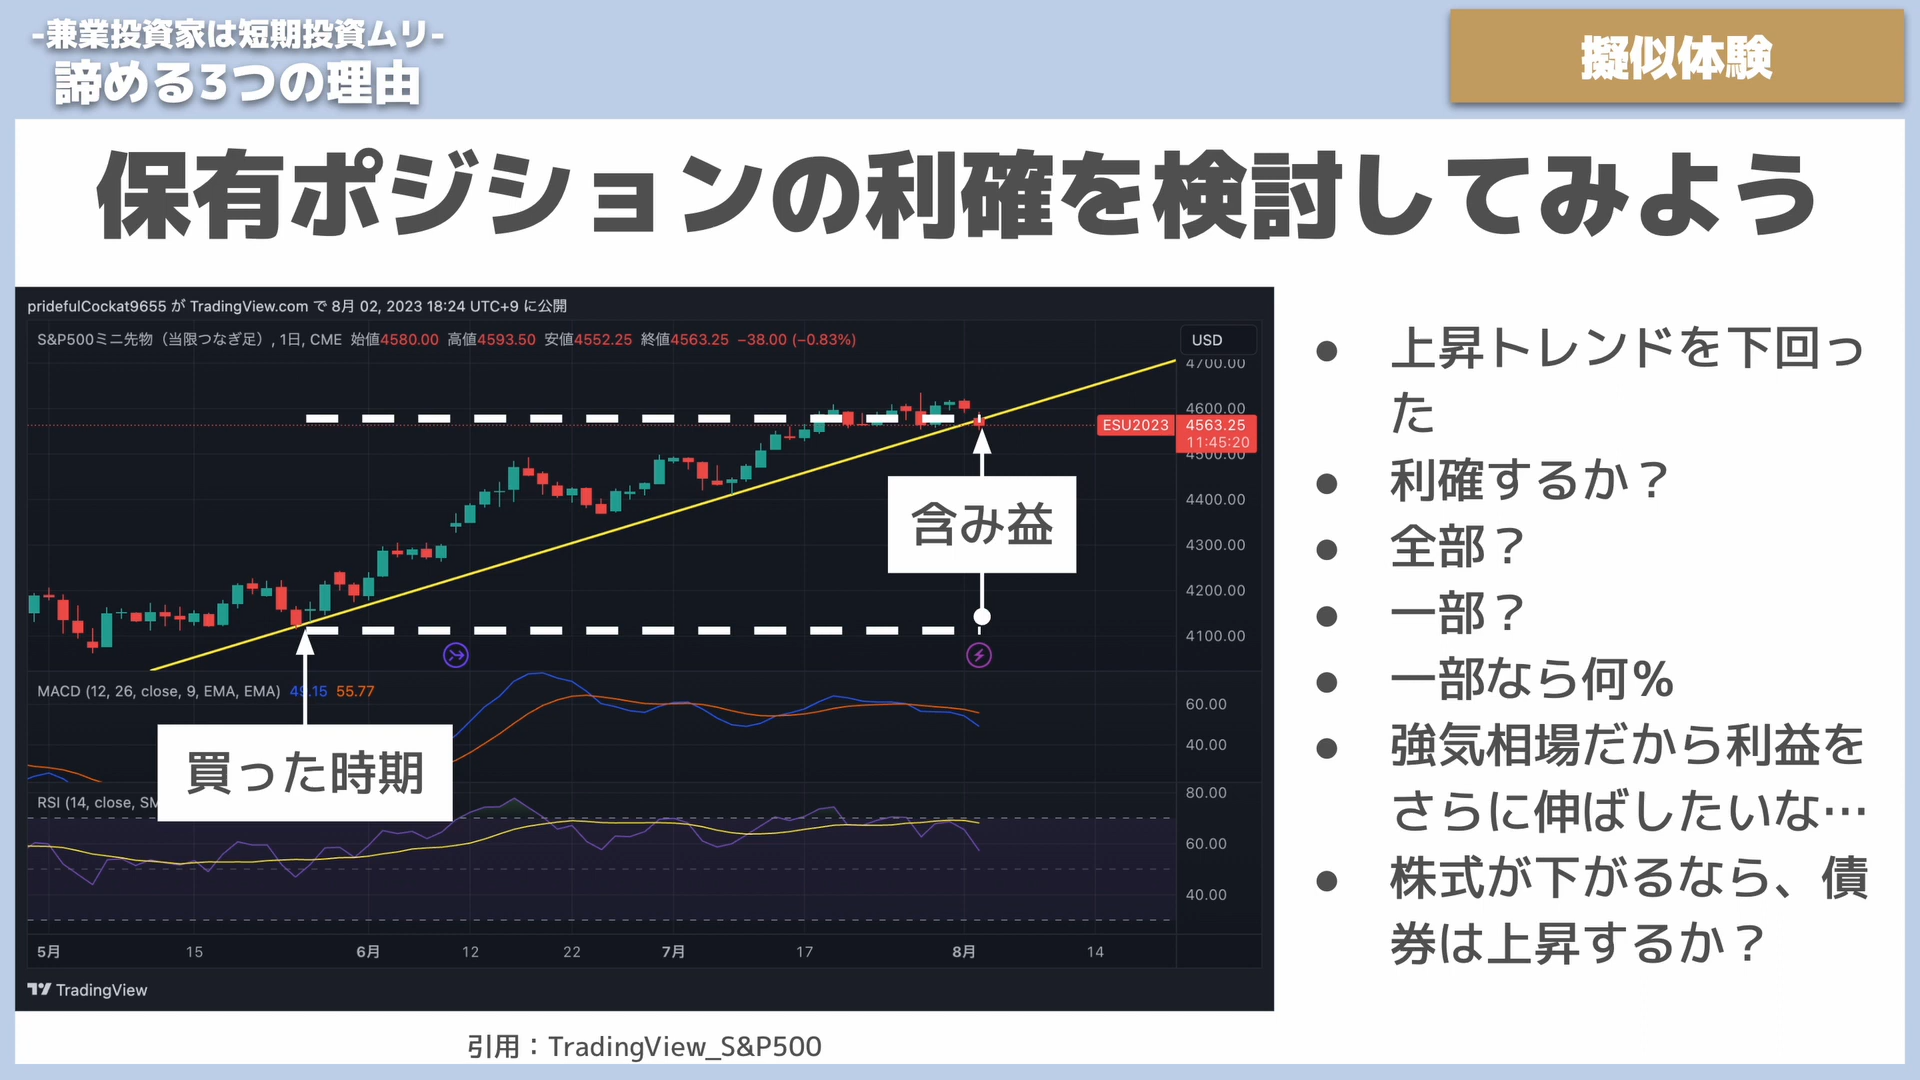 -兼業投資家は短期投資ムリ-
諦める3つの理由
擬似体験
保有ポジションの利確を検討してみよう
pridefulCockat9655 が TradingView.com で 8月 02, 2023 18:24 UTC+9 に公開
S&P500ミニ先物（当限つなぎ足）, 1日, CME 始値4580.00 高値4593.50 安値4552.25 終値4563.25 −38.00 (−0.83%)
USD
4700.00
4600.00
ESU2023 4563.25
11:45:20
4500.00
4400.00
4300.00
4200.00
4100.00
含み益
MACD (12, 26, close, 9, EMA, EMA) 49.15 55.77
60.00
40.00
買った時期
RSI (14, close, SM
80.00
60.00
40.00
5月 15 6月 12 22 7月 17 8月 14
TradingView
引用：TradingView_S&P500
● 上昇トレンドを下回っ
た
● 利確するか？
● 全部？
● 一部？
● 一部なら何％
● 強気相場だから利益を
さらに伸ばしたいな…
● 株式が下がるなら、債
券は上昇するか？